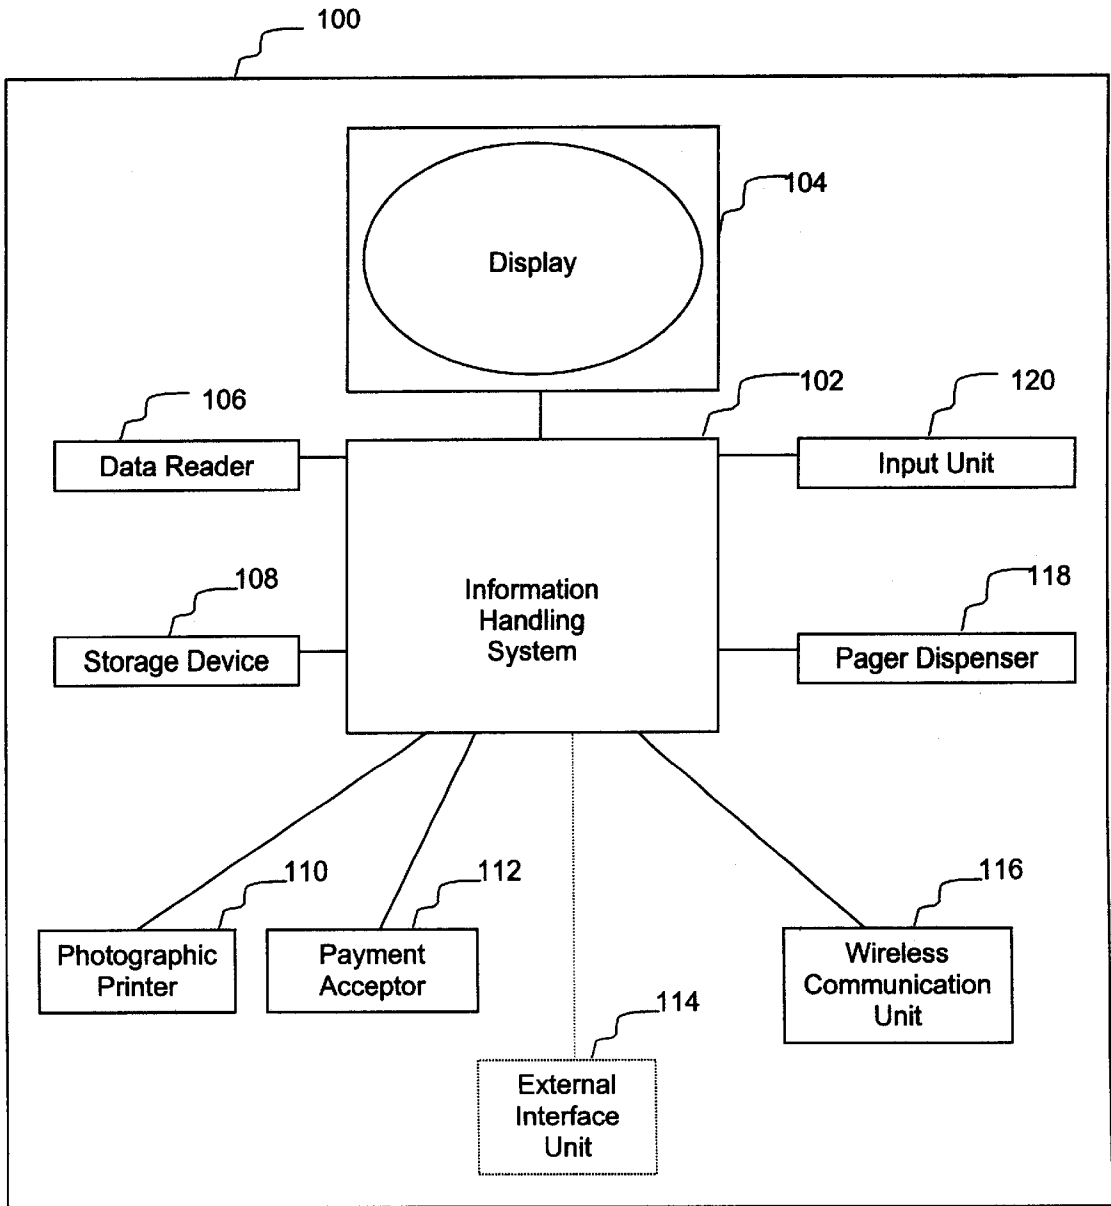 100
104
Display
102
120
106
Data Reader
Input Unit
108
118
Information
Handling
System
Storage Device
Pager Dispenser
110
112
116
Photographic
Printer
Payment
Acceptor
Wireless
Communication
Unit
114
External
Interface
Unit